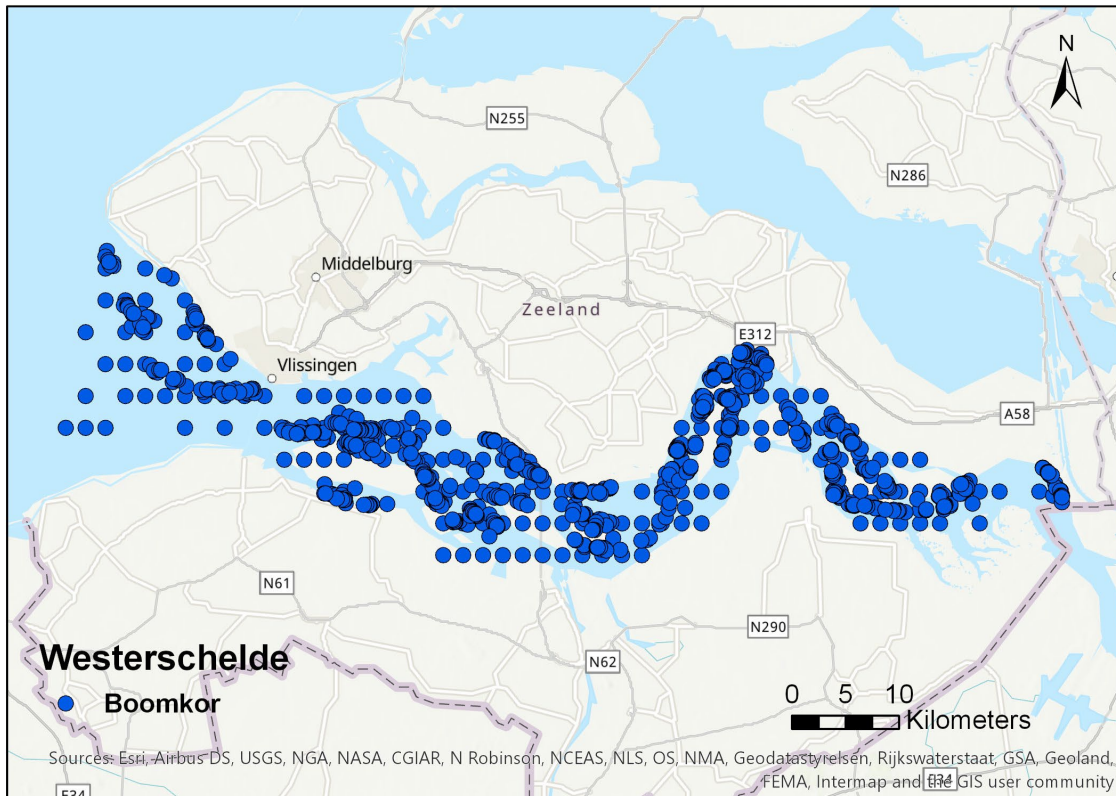 N
N255
N286
Middelburg
Zeeland
E312
Vlissingen
A58
N61
N290
Westerschelde
N62
Boomkor
0 5 10
Kilometers
Sources: Esri, Airbus DS, USGS, NGA, NASA, CGIAR, N Robinson, NCEAS, NLS, OS, NMA, Geodatastyrelsen, Rijkswaterstaat, GSA, Geoland,
FEMA, Intermap and the GIS user community
E34
E34